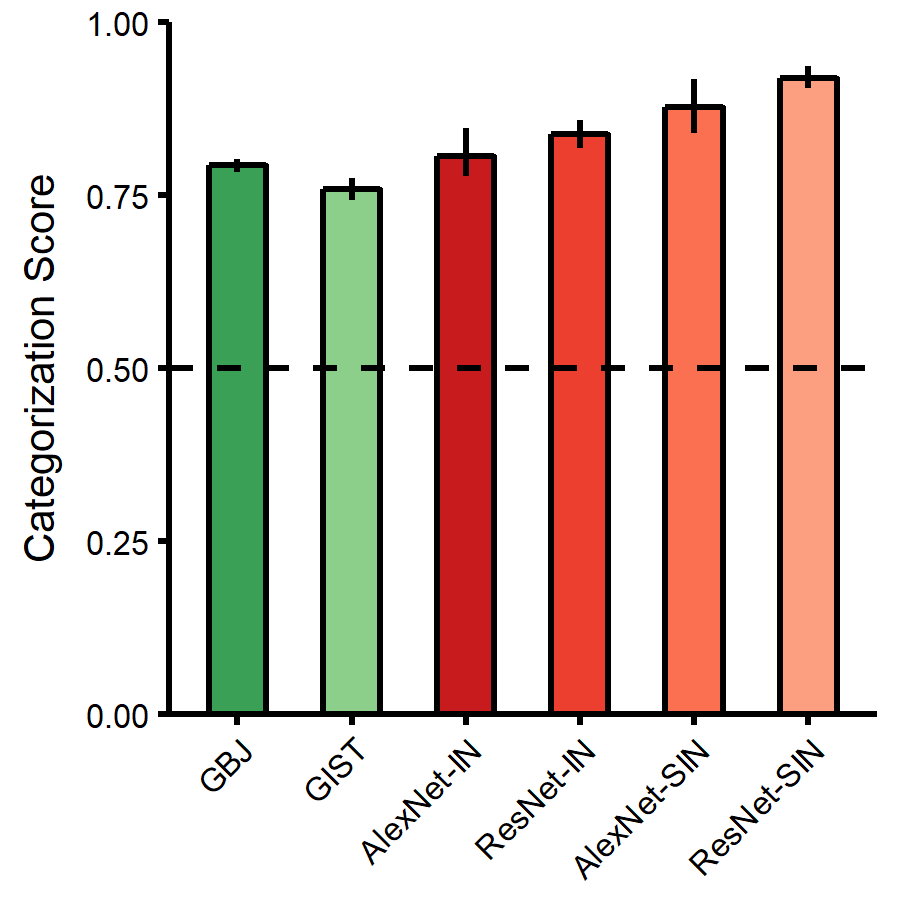 Categorization Score
1.00
0.75
0.50
0.25
0.00
GBJ
GIST
AlexNet-IN
ResNet-IN
AlexNet-SIN
ResNet-SIN